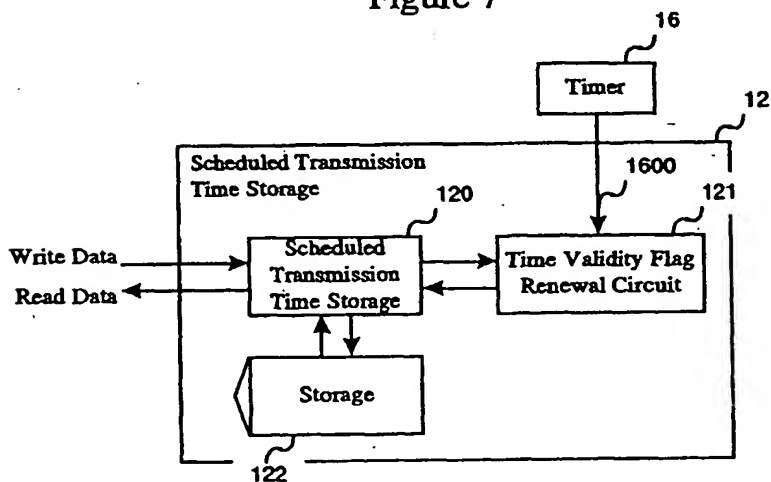 Figure 7
16
Timer
12
Scheduled Transmission
Time Storage
1600
120
121
Write Data
Read Data
Scheduled
Transmission
Time Storage
Time Validity Flag
Renewal Circuit
Storage
122